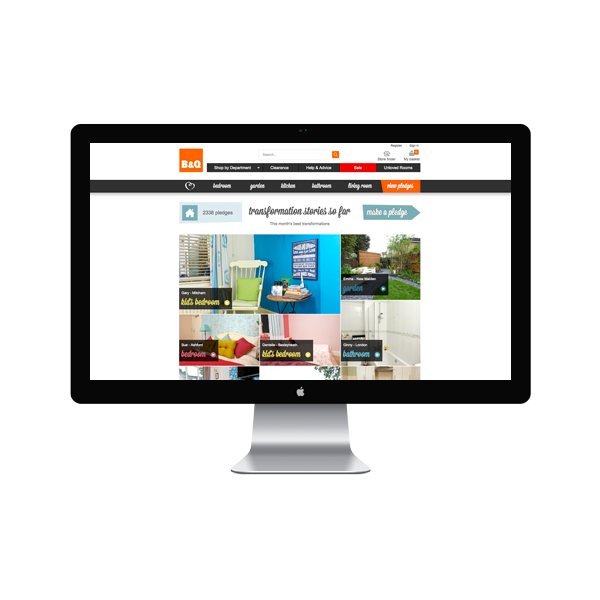 Register Sign in
B&Q
Search...
Store finder My basket
Shop by Department Clearance Help & Advice Sale Unloved Rooms
bedroom garden kitchen bathroom living room view pledges
2338 pledges
transformation stories so far
make a pledge
This month's best transformations
Gary - Mitcham
kid's bedroom
Emma - New Malden
garden
Sue - Ashford
bedroom
Danielle - Bexleyheath
kid's bedroom
Ginny - London
bathroom